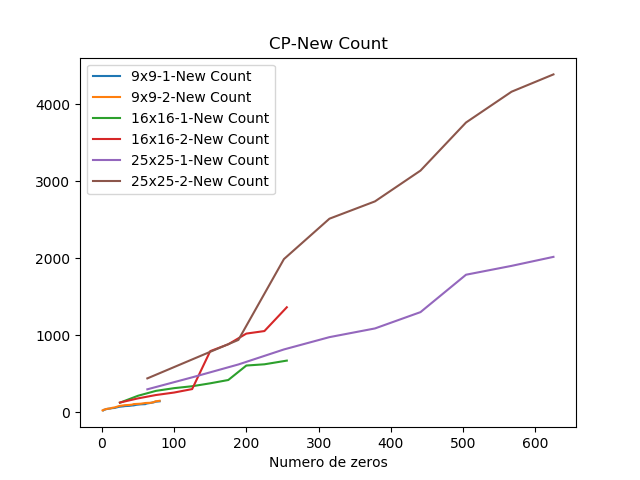 CP-New Count
9x9-1-New Count
9x9-2-New Count
16x16-1-New Count
16x16-2-New Count
25x25-1-New Count
25x25-2-New Count
4000
3000
2000
1000
0
0 100 200 300 400 500 600
Numero de zeros